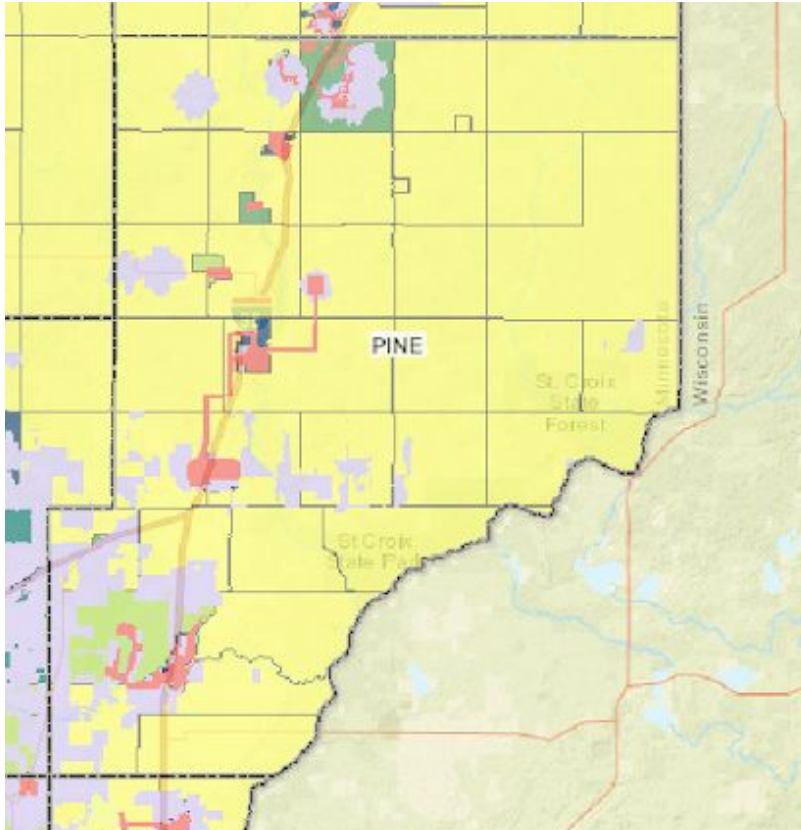 PINE
Minnesota
Wisconsin
St. Croix
State
Forest
St Croix
State Park